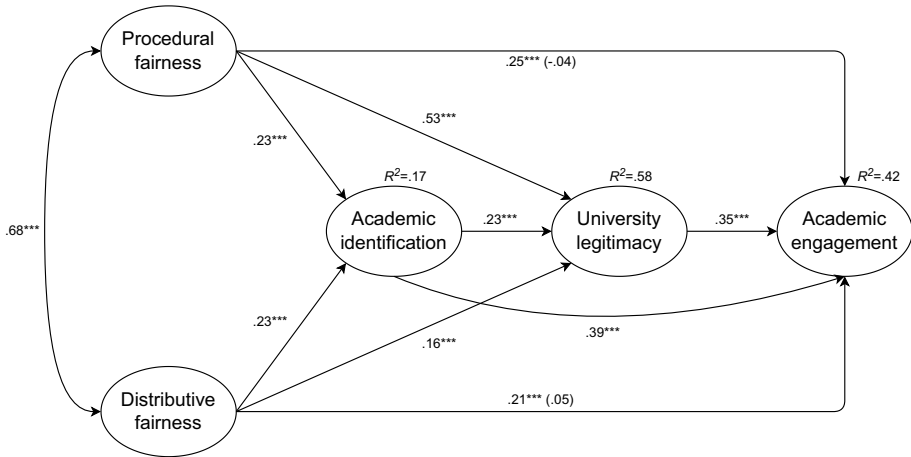 Procedural
fairness
.25*** (-.04)
.53***
.23***
R²=.17
R²=.58
R²=.42
.68***
Academic
identification
.23***
University
legitimacy
.35***
Academic
engagement
.23***
.16***
.39***
Distributive
fairness
.21*** (.05)